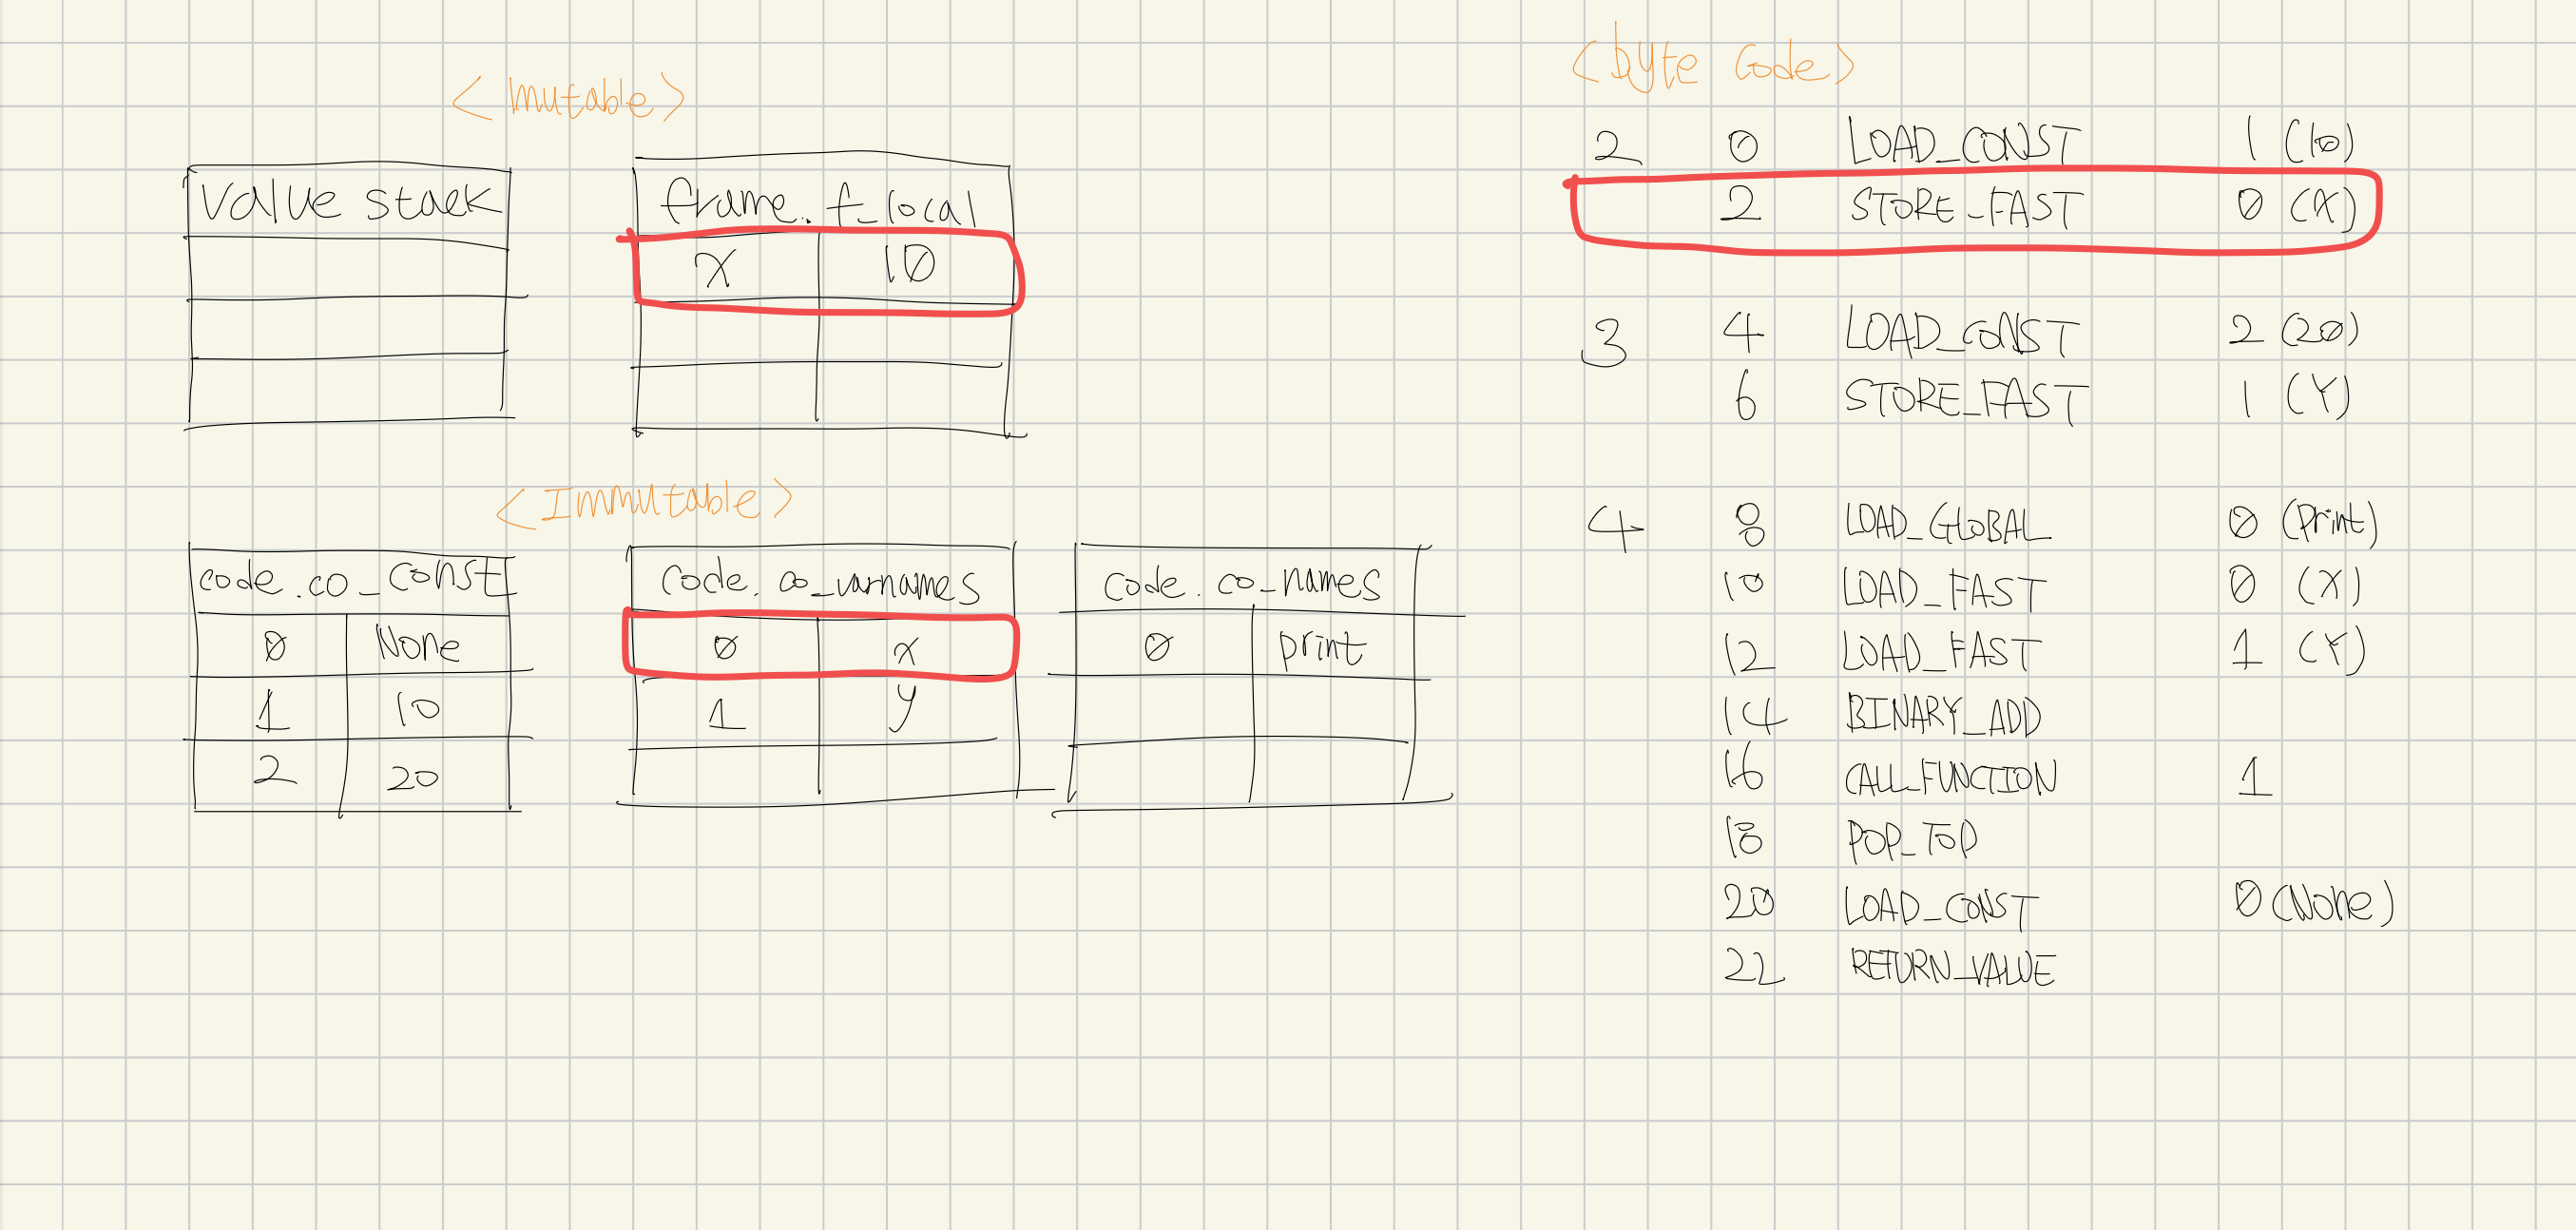 <mutable>
value stack
frame. f_local
x 10
<Immutable>
code.co_const
0 None
1 10
2 20
code. co_varnames
0 x
1 y
code. co_names
0 print
<byte code>
2 0 LOAD_CONST 1 (10)
2 STORE_FAST 0 (X)
3 4 LOAD_CONST 2 (20)
6 STORE_FAST 1 (Y)
4 8 LOAD_GLOBAL 0 (print)
10 LOAD_FAST 0 (X)
12 LOAD_FAST 1 (Y)
14 BINARY_ADD
16 CALL_FUNCTION 1
18 POP_TOP
20 LOAD_CONST 0 (None)
22 RETURN_VALUE